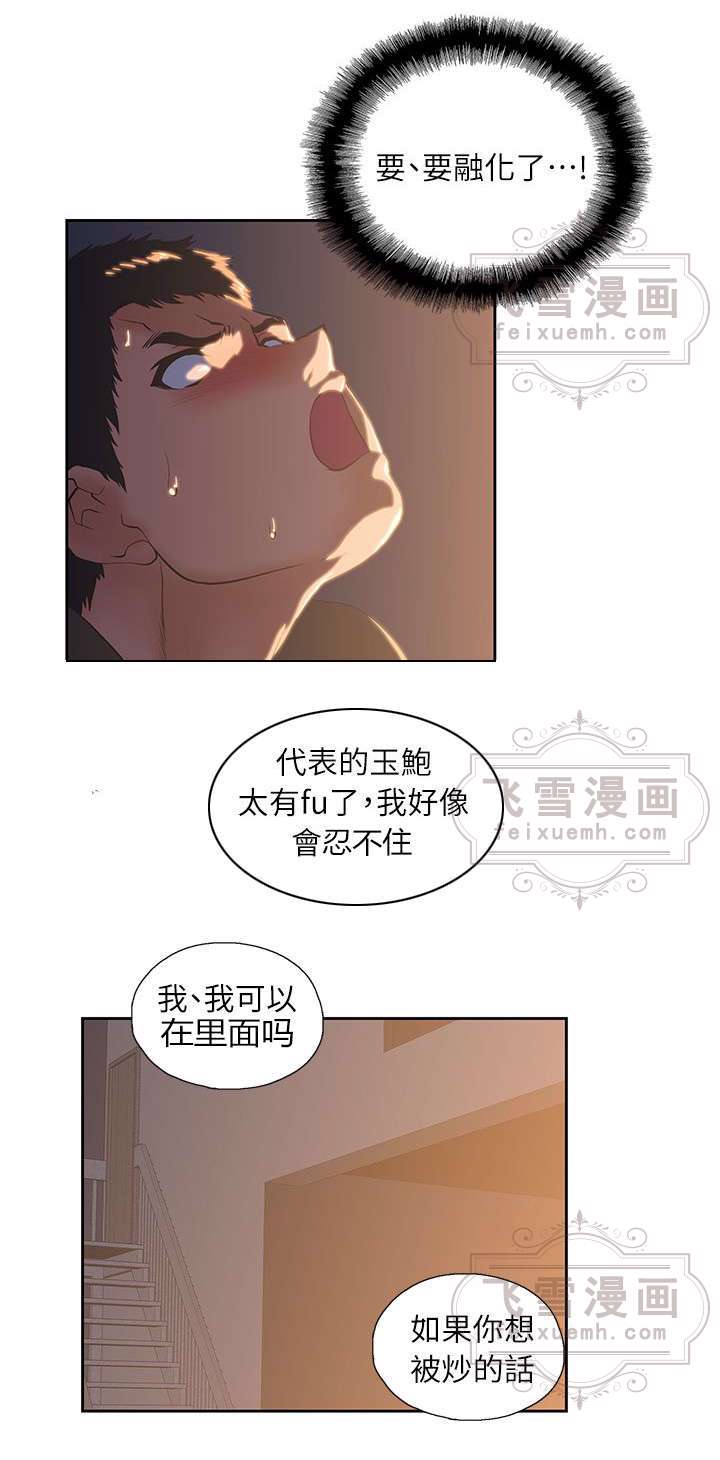 要、要融化了⋯!
飞雪漫画
feixuemh.com
代表的玉鮑
太有fu了，我好像
會忍不住
飞雪漫画
feixuemh.com
我、我可以
在里面吗
飞雪漫画
feixuemh.com
如果你想
被炒的話